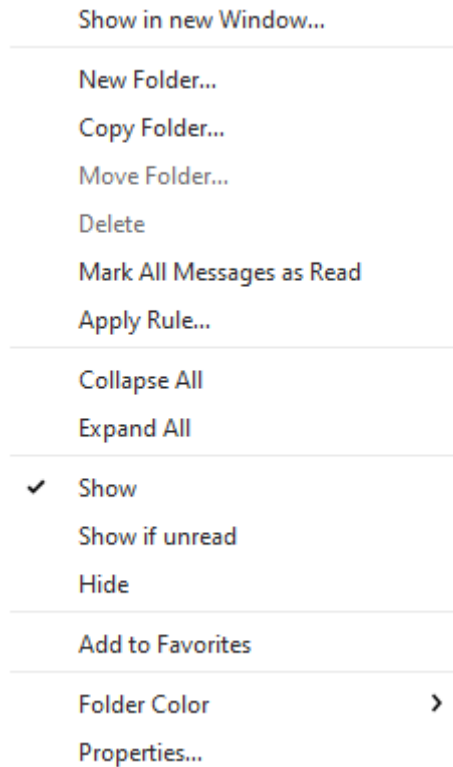 Show in new Window...
New Folder...
Copy Folder...
Move Folder...
Delete
Mark All Messages as Read
Apply Rule...
Collapse All
Expand All
Show
Show if unread
Hide
Add to Favorites
Folder Color
Properties...